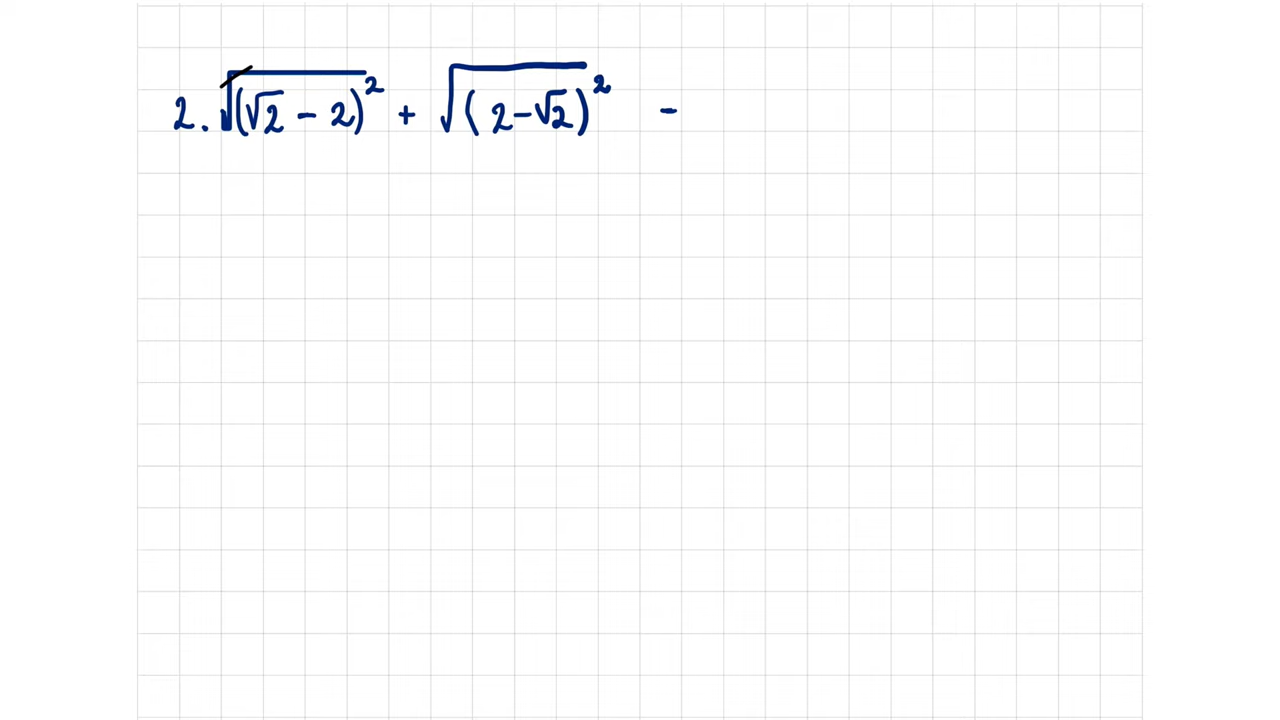 2. √(√2 - 2)² + √(2-√2)² -